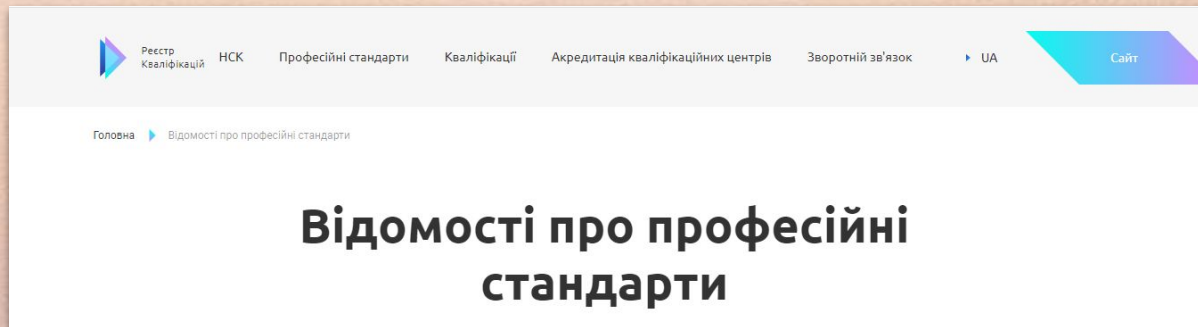 Реєстр
Кваліфікацій
НСК Професійні стандарти Кваліфікації Акредитація кваліфікаційних центрів Зворотній зв'язок UA Сайт
Головна Відомості про професійні стандарти
Відомості про професійні
стандарти